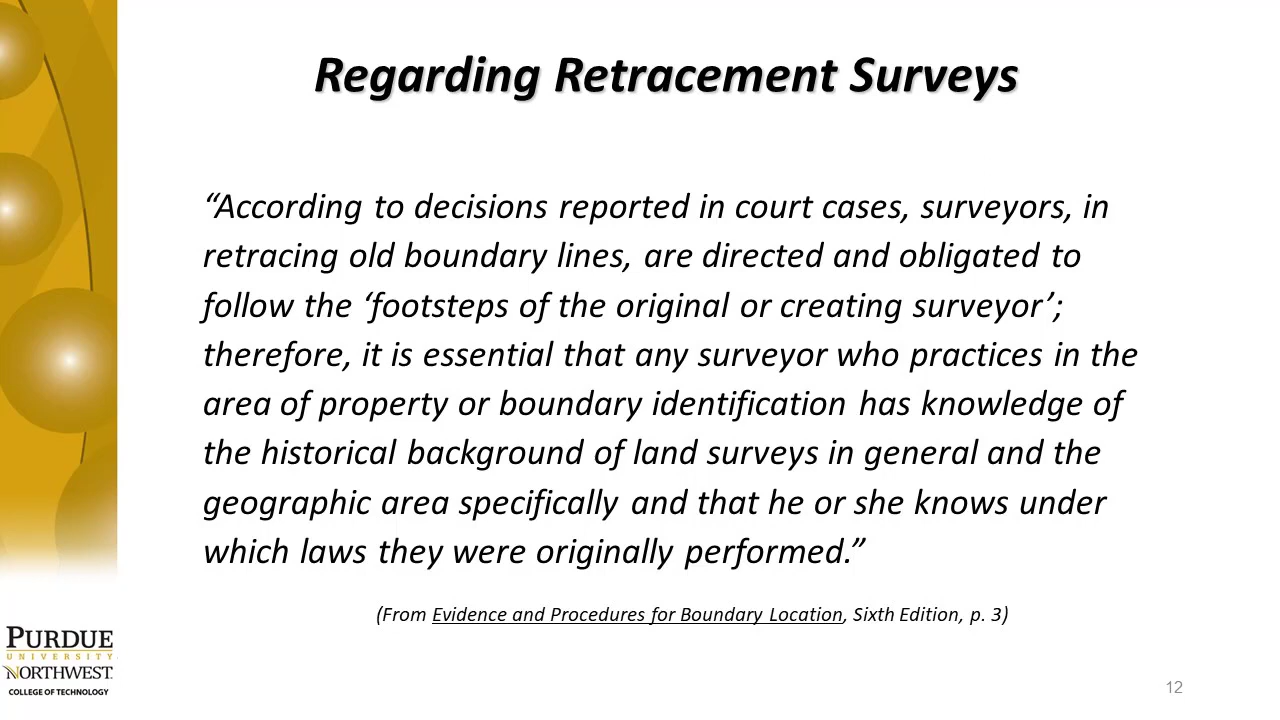 Regarding Retracement Surveys
“According to decisions reported in court cases, surveyors, in
retracing old boundary lines, are directed and obligated to
follow the ‘footsteps of the original or creating surveyor’;
therefore, it is essential that any surveyor who practices in the
area of property or boundary identification has knowledge of
the historical background of land surveys in general and the
geographic area specifically and that he or she knows under
which laws they were originally performed.”
(From Evidence and Procedures for Boundary Location, Sixth Edition, p. 3)
PURDUE
UNIVERSITY
NORTHWEST
COLLEGE OF TECHNOLOGY
12